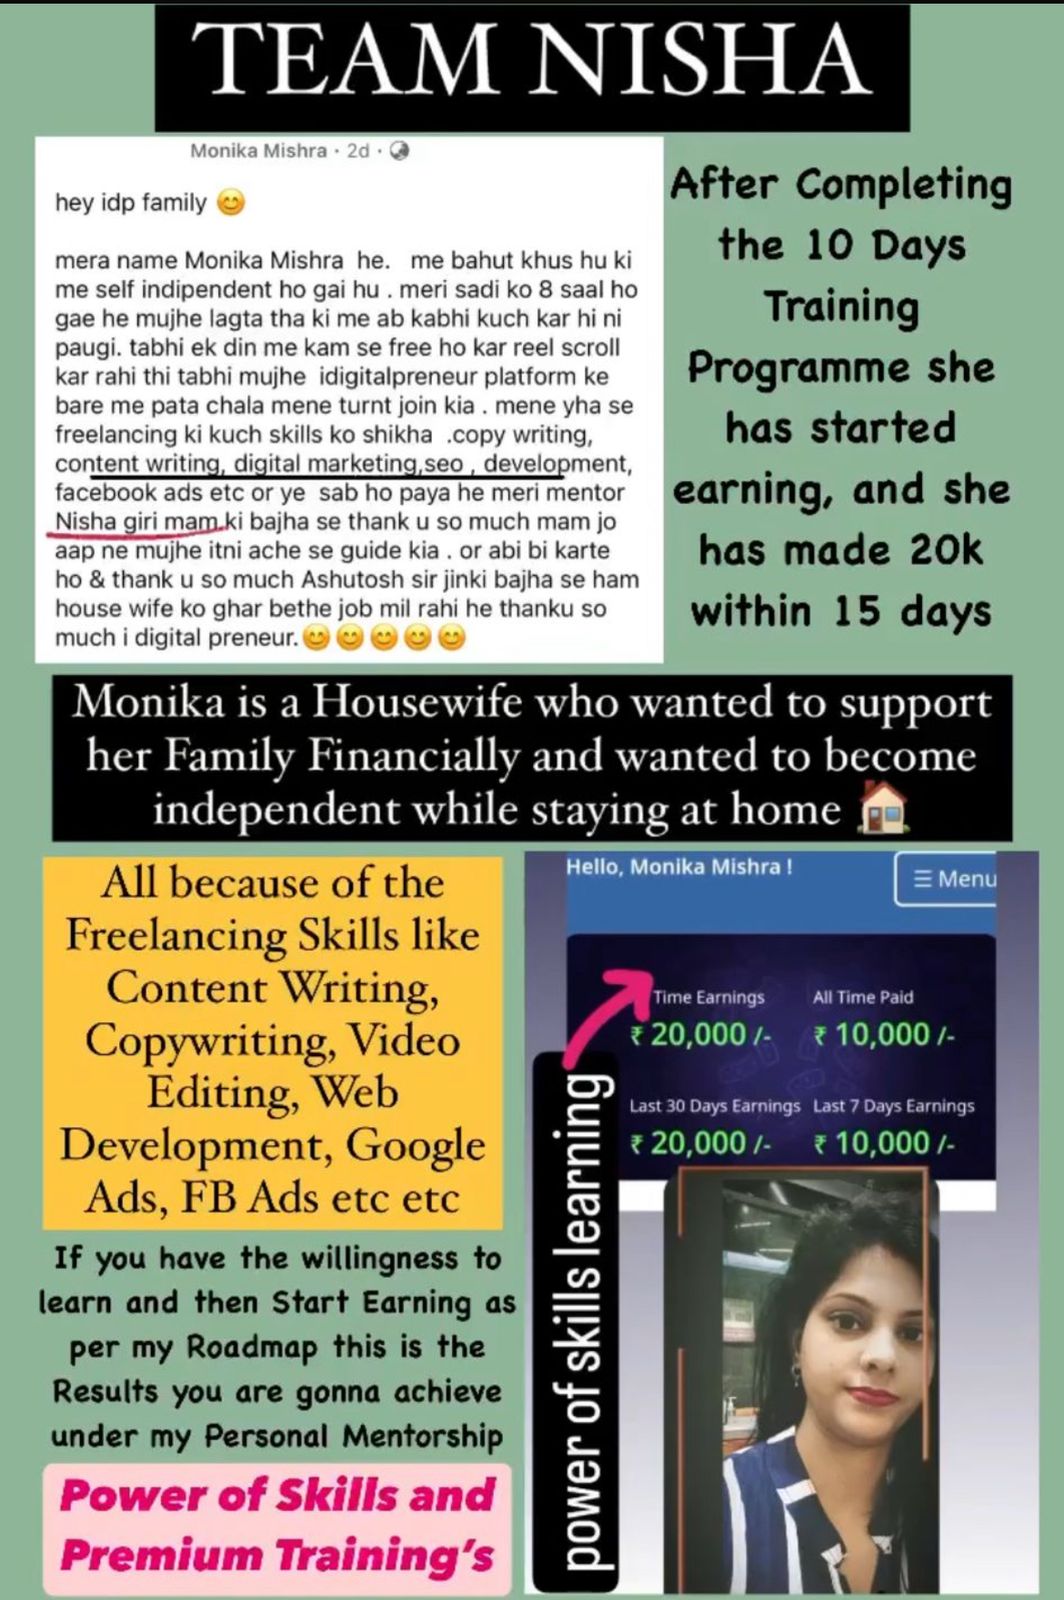 TEAM NISHA
Monika Mishra · 2d ·
hey idp family 😊
mera name Monika Mishra he. me bahut khus hu ki
me self indipendent ho gai hu . meri sadi ko 8 saal ho
gae he mujhe lagta tha ki me ab kabhi kuch kar hi ni
paugi. tabhi ek din me kam se free ho kar reel scroll
kar rahi thi tabhi mujhe idigitalpreneur platform ke
bare me pata chala mene turnt join kia . mene yha se
freelancing ki kuch skills ko shikha .copy writing,
content writing, digital marketing,seo , development,
facebook ads etc or ye sab ho paya he meri mentor
Nisha giri mam ki bajha se thank u so much mam jo
aap ne mujhe itni ache se guide kia . or abi bi karte
ho & thank u so much Ashutosh sir jinki bajha se ham
house wife ko ghar bethe job mil rahi he thanku so
much i digital preneur.😊😊😊😊😊
After Completing
the 10 Days
Training
Programme she
has started
earning, and she
has made 20k
within 15 days
Monika is a Housewife who wanted to support
her Family Financially and wanted to become
independent while staying at home 🏠
All because of the
Freelancing Skills like
Content Writing,
Copywriting, Video
Editing, Web
Development, Google
Ads, FB Ads etc etc
If you have the willingness to
learn and then Start Earning as
per my Roadmap this is the
Results you are gonna achieve
under my Personal Mentorship
Power of Skills and
Premium Training's
Hello, Monika Mishra !
☰ Menu
Time Earnings All Time Paid
₹ 20,000 /- ₹ 10,000 /-
Last 30 Days Earnings Last 7 Days Earnings
₹ 20,000 /- ₹ 10,000 /-
power of skills learning